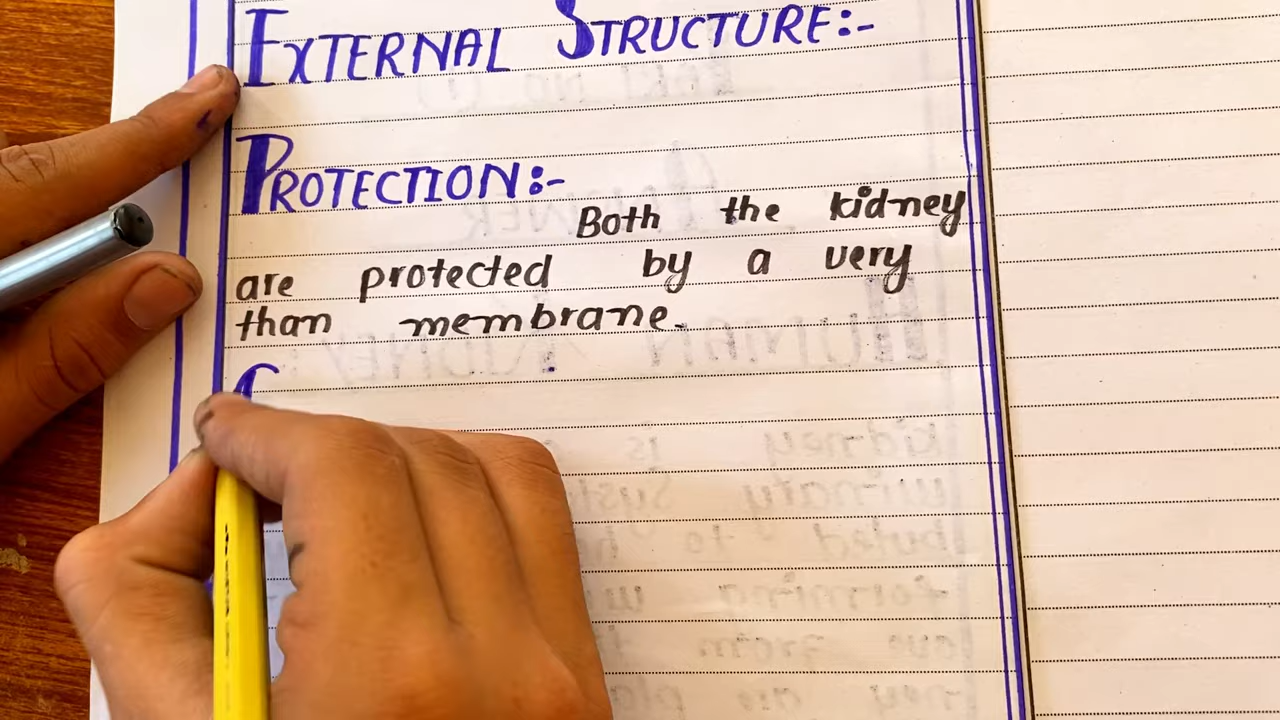 EXTERNAL STRUCTURE:-
PROTECTION:-
Both the kidney
are protected by a very
than membrane.